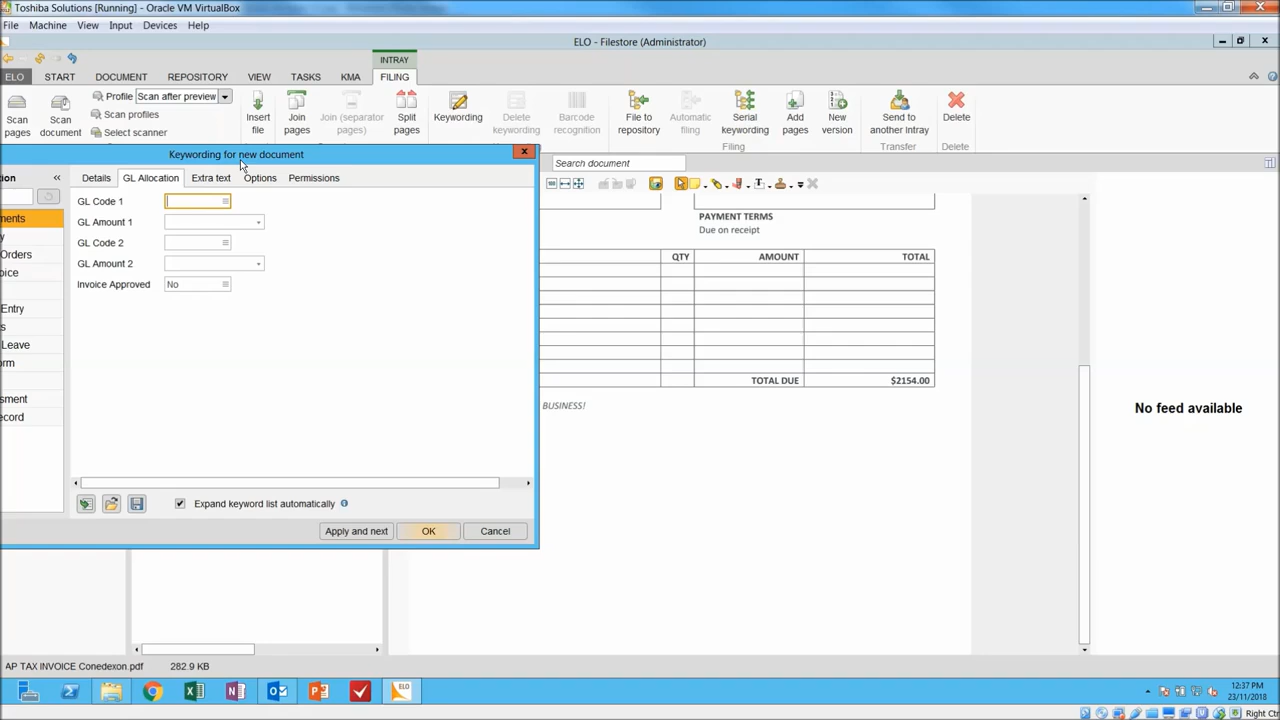 Toshiba Solutions [Running] - Oracle VM VirtualBox
File Machine View Input Devices Help
ELO - Filestore (Administrator)
INTRAY
ELO START DOCUMENT REPOSITORY VIEW TASKS KMA FILING
Profile Scan after preview
Scan profiles
Select scanner
Scan pages
Scan document
Insert file
Join pages
Join (separator pages)
Split pages
Keywording
Delete keywording
Barcode recognition
File to repository
Automatic filing
Serial keywording
Add pages
New version
Send to another Intray
Delete
Filing
Transfer
Delete
Keywording for new document
Search document
tion
ments
y
Orders
ice
Entry
s
Leave
rm
sment
ecord
Details GL Allocation Extra text Options Permissions
GL Code 1
GL Amount 1
GL Code 2
GL Amount 2
Invoice Approved No
Expand keyword list automatically
Apply and next OK Cancel
PAYMENT TERMS
Due on receipt
QTY AMOUNT TOTAL
TOTAL DUE $2154.00
BUSINESS!
No feed available
AP TAX INVOICE Conedexon.pdf 282.9 KB
12:37 PM
23/11/2018
Right Ctrl